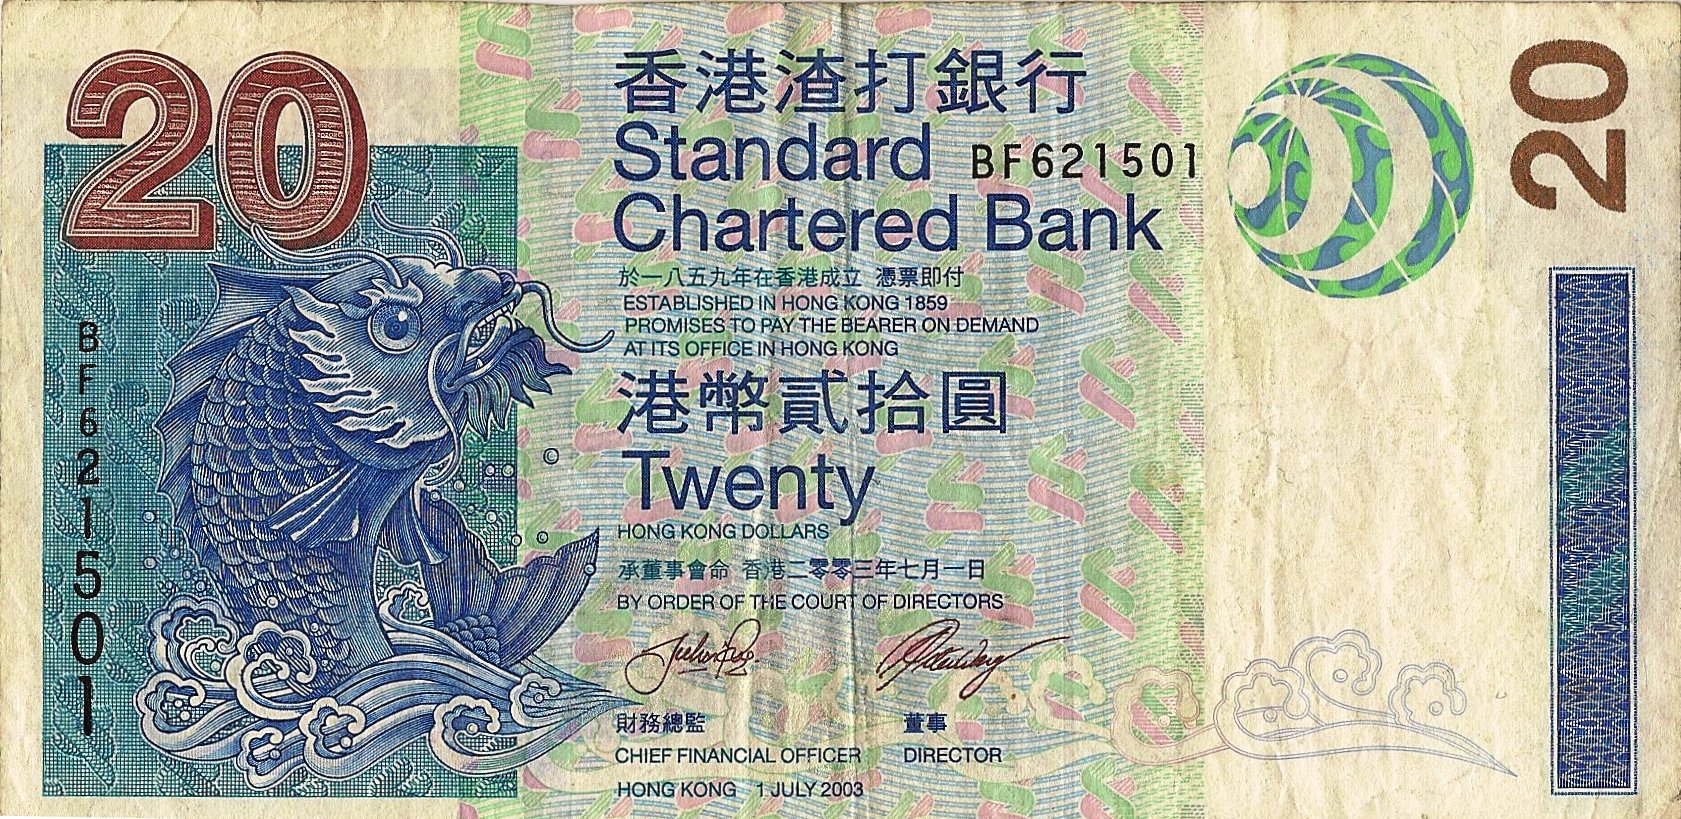 20
香港渣打銀行
Standard
Chartered Bank
BF621501
20
於一八五九年在香港成立 憑票即付
ESTABLISHED IN HONG KONG 1859
PROMISES TO PAY THE BEARER ON DEMAND
AT ITS OFFICE IN HONG KONG
港幣貳拾圓
Twenty
HONG KONG DOLLARS
承董事會命 香港二零零三年七月一日
BY ORDER OF THE COURT OF DIRECTORS
財務總監 董事
CHIEF FINANCIAL OFFICER DIRECTOR
HONG KONG 1 JULY 2003
BF621501